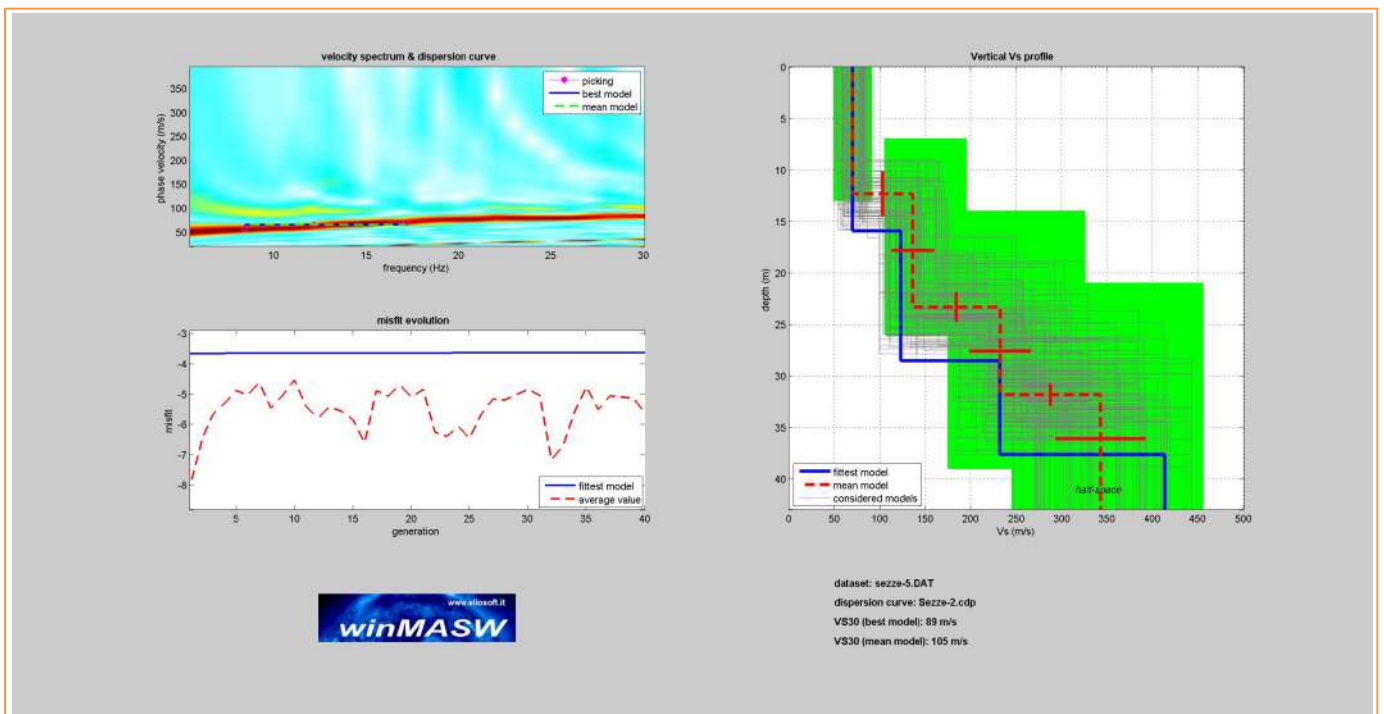 velocity spectrum & dispersion curve
picking
best model
mean model
350
300
250
200
150
100
50
phase velocity (m/s)
10 15 20 25 30
frequency (Hz)
misfit evolution
-3
-4
-5
-6
-7
-8
misfit
fittest model
average value
5 10 15 20 25 30 35 40
generation
www.eliosoft.it
winMASW
Vertical Vs profile
0
5
10
15
20
25
30
35
40
depth (m)
fittest model
mean model
considered models
half-space
0 50 100 150 200 250 300 350 400 450 500
Vs (m/s)
dataset: sezze-5.DAT
dispersion curve: Sezze-2.cdp
VS30 (best model): 89 m/s
VS30 (mean model): 105 m/s